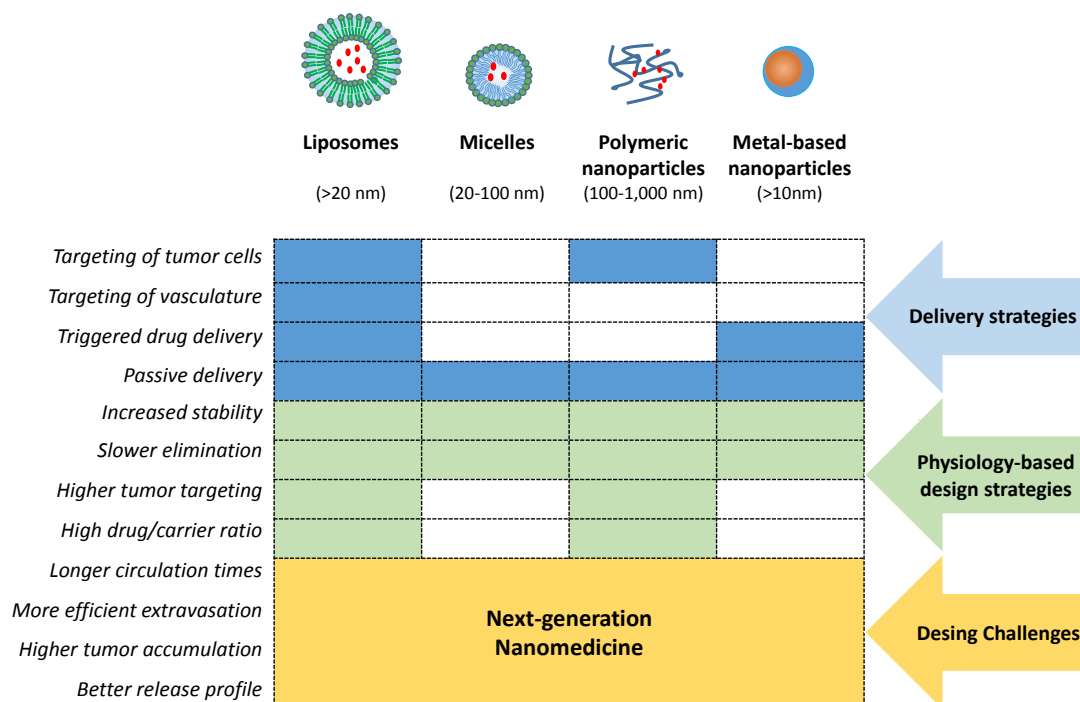 Liposomes
(>20 nm)
Micelles
(20-100 nm)
Polymeric
nanoparticles
(100-1,000 nm)
Metal-based
nanoparticles
(>10nm)
Targeting of tumor cells
Targeting of vasculature
Triggered drug delivery
Passive delivery
Increased stability
Slower elimination
Higher tumor targeting
High drug/carrier ratio
Longer circulation times
More efficient extravasation
Higher tumor accumulation
Better release profile
Next-generation
Nanomedicine
Delivery strategies
Physiology-based
design strategies
Desing Challenges